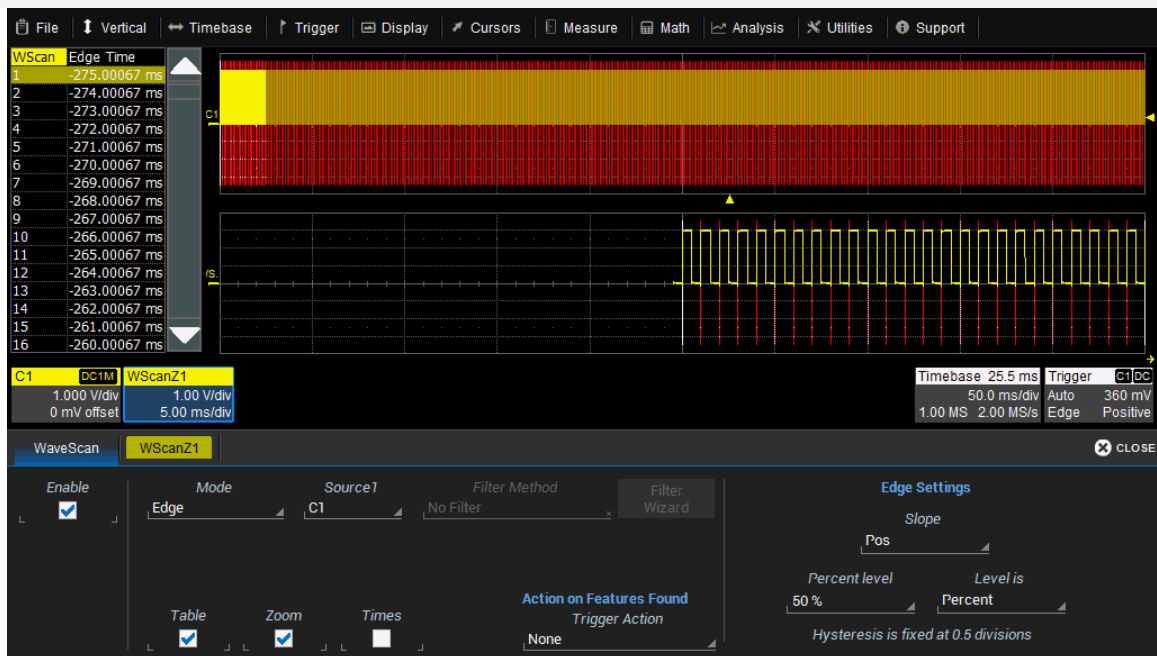 File Vertical Timebase Trigger Display Cursors Measure Math Analysis Utilities Support
WScan Edge Time
1 -275.00067 ms
2 -274.00067 ms
3 -273.00067 ms
4 -272.00067 ms
5 -271.00067 ms
6 -270.00067 ms
7 -269.00067 ms
8 -268.00067 ms
9 -267.00067 ms
10 -266.00067 ms
11 -265.00067 ms
12 -264.00067 ms
13 -263.00067 ms
14 -262.00067 ms
15 -261.00067 ms
16 -260.00067 ms
C1
C1 DC1M WScanZ1 Timebase 25.5 ms Trigger C1 DC
1.000 V/div 1.00 V/div 50.0 ms/div Auto 360 mV
0 mV offset 5.00 ms/div 1.00 MS 2.00 MS/s Edge Positive
WaveScan WScanZ1 CLOSE
Enable Mode Source1 Filter Method Filter Wizard Edge Settings
Edge C1 No Filter
Slope
Pos
Percent level Level is
50 % Percent
Action on Features Found
Table Zoom Times Trigger Action
None
Hysteresis is fixed at 0.5 divisions